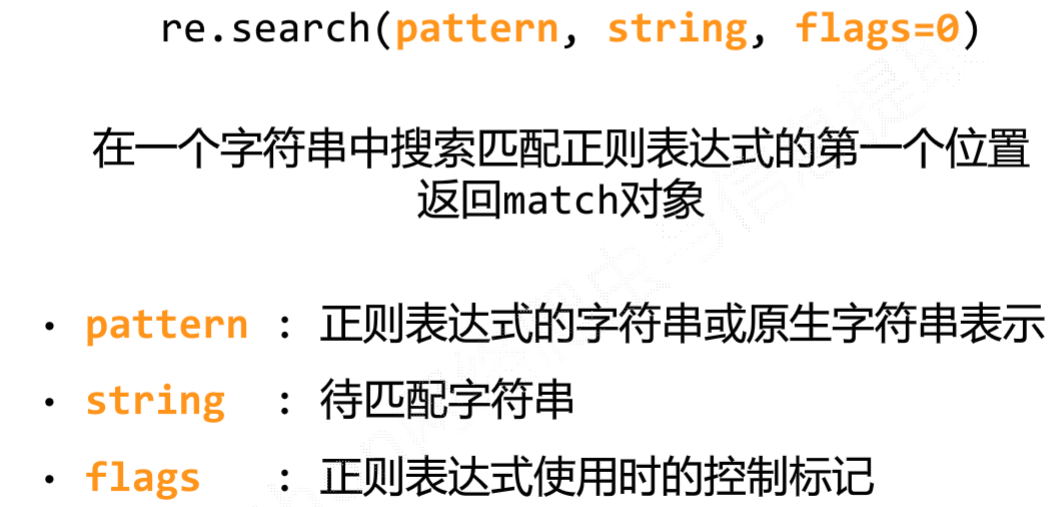 re.search(pattern, string, flags=0)
在一个字符串中搜索匹配正则表达式的第一个位置
返回match对象
· pattern : 正则表达式的字符串或原生字符串表示
· string : 待匹配字符串
· flags : 正则表达式使用时的控制标记